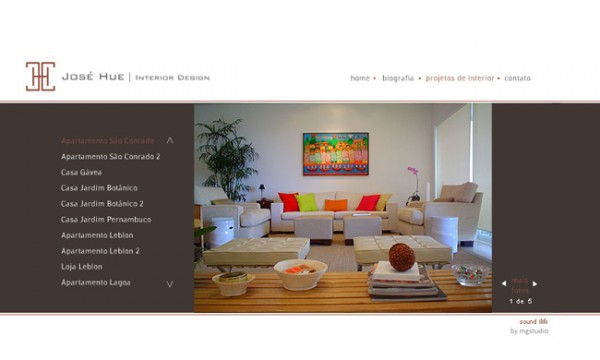 JOSÉ HUE | INTERIOR DESIGN
home • biografia • projetos de interior • contato
Apartamento São Conrado
Apartamento São Conrado 2
Casa Gávea
Casa Jardim Botânico
Casa Jardim Botânico 2
Casa Jardim Pernambuco
Apartamento Leblon
Apartamento Leblon 2
Loja Leblon
Apartamento Lagoa
mais
fotos
1 de 6
sound
by mgstudio